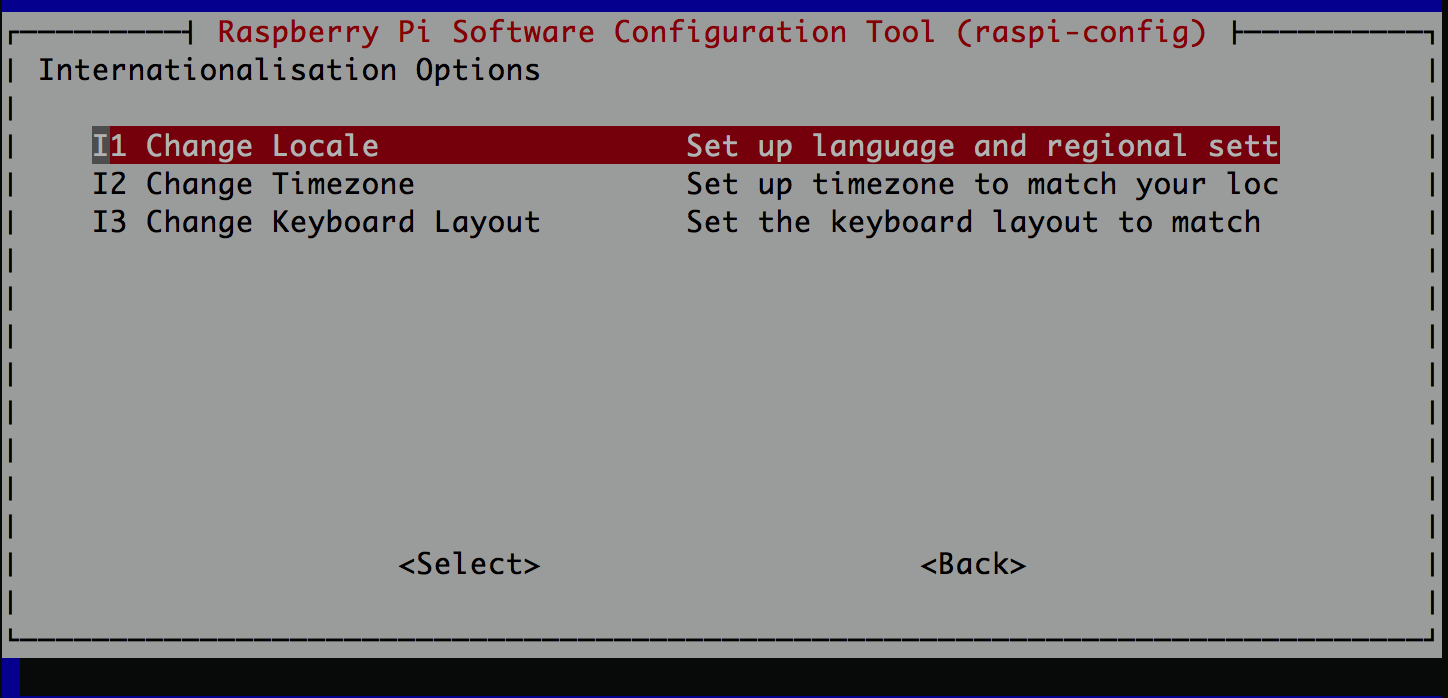 Raspberry Pi Software Configuration Tool (raspi-config)
Internationalisation Options
I1 Change Locale Set up language and regional sett
I2 Change Timezone Set up timezone to match your loc
I3 Change Keyboard Layout Set the keyboard layout to match
<Select> <Back>